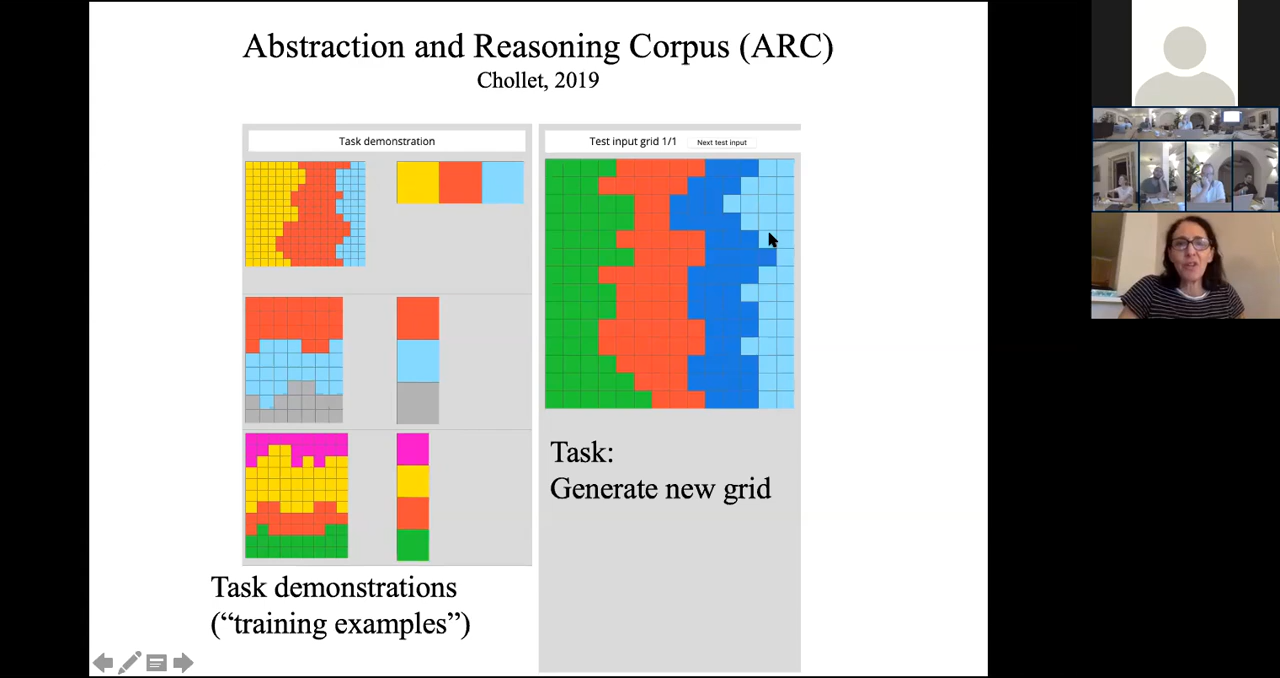 Abstraction and Reasoning Corpus (ARC)
Chollet, 2019
Task demonstration
Test input grid 1/1
Next test input
Task:
Generate new grid
Task demonstrations
(“training examples”)